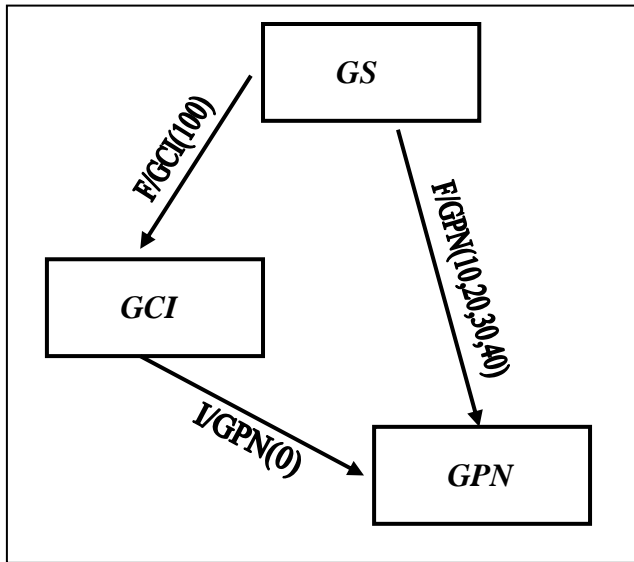 GS
F/GCI(100)
F/GPN(10,20,30,40)
GCI
I/GPN(0)
GPN